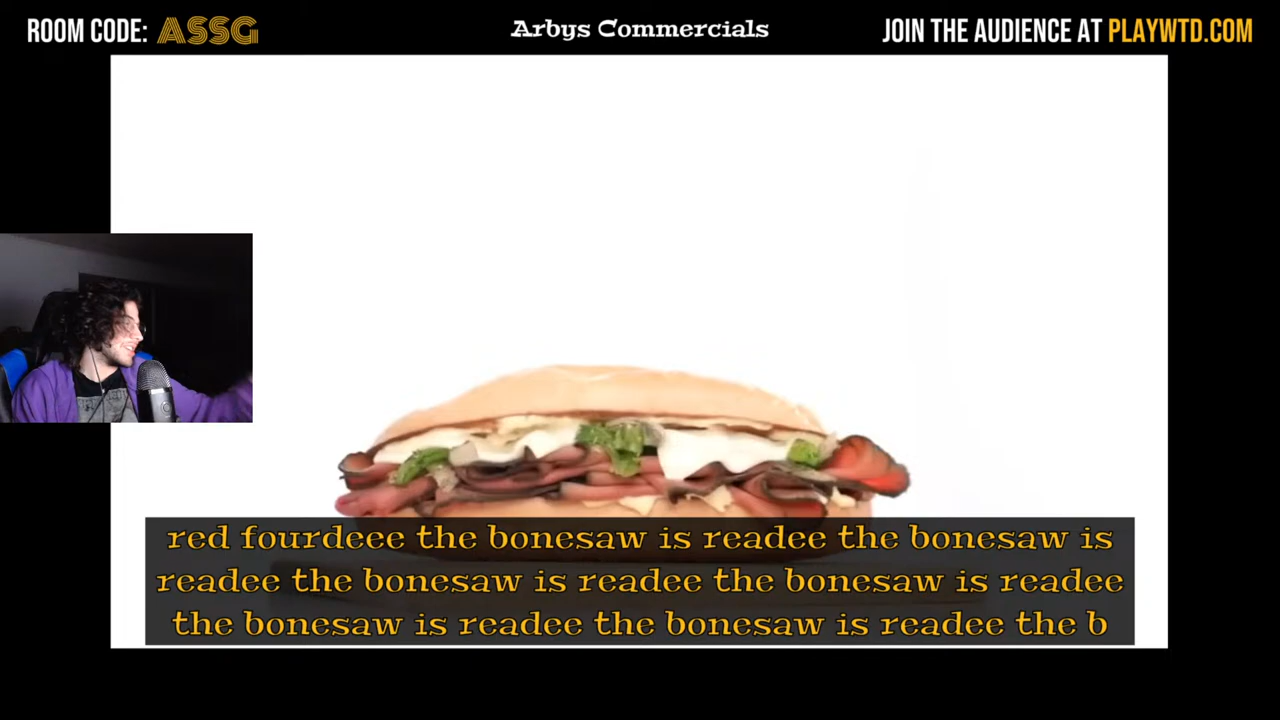 ROOM CODE: ASSG
Arbys Commercials
JOIN THE AUDIENCE AT PLAYWTD.COM
red fourdeee the bonesaw is readee the bonesaw is
readee the bonesaw is readee the bonesaw is readee
the bonesaw is readee the bonesaw is readee the b